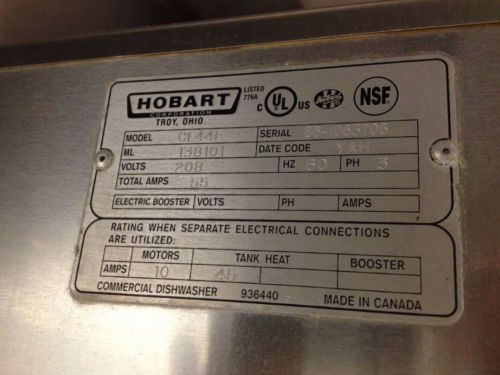 HOBART
CORPORATION
TROY, OHIO
LISTED
776A
C UL US
NSF
MODEL CL44E SERIAL
ML 138101 DATE CODE YAH
VOLTS 208 HZ 60 PH 3
TOTAL AMPS 55
ELECTRIC BOOSTER VOLTS PH AMPS
RATING WHEN SEPARATE ELECTRICAL CONNECTIONS
ARE UTILIZED:
MOTORS TANK HEAT BOOSTER
AMPS 10 45
COMMERCIAL DISHWASHER 936440 MADE IN CANADA